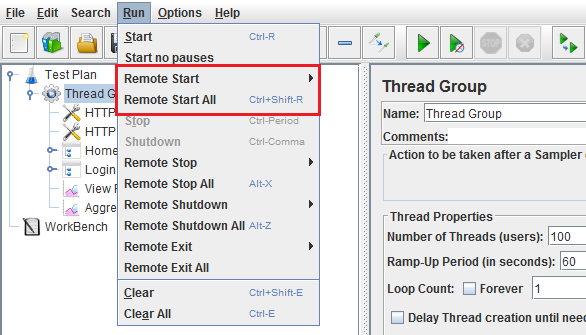 File Edit Search Run Options Help
Start Ctrl-R
Start no pauses
Remote Start
Remote Start All Ctrl+Shift-R
Stop Ctrl-Period
Shutdown Ctrl-Comma
Remote Stop
Remote Stop All Alt-X
Remote Shutdown
Remote Shutdown All Alt-Z
Remote Exit
Remote Exit All
Clear Ctrl+Shift-E
Clear All Ctrl-E
Test Plan
Thread G
HTTP
HTTP
Home
Login
View
Aggre
WorkBench
STOP
Thread Group
Name: Thread Group
Comments:
Action to be taken after a Sampler
Thread Properties
Number of Threads (users): 100
Ramp-Up Period (in seconds): 60
Loop Count: Forever 1
Delay Thread creation until need